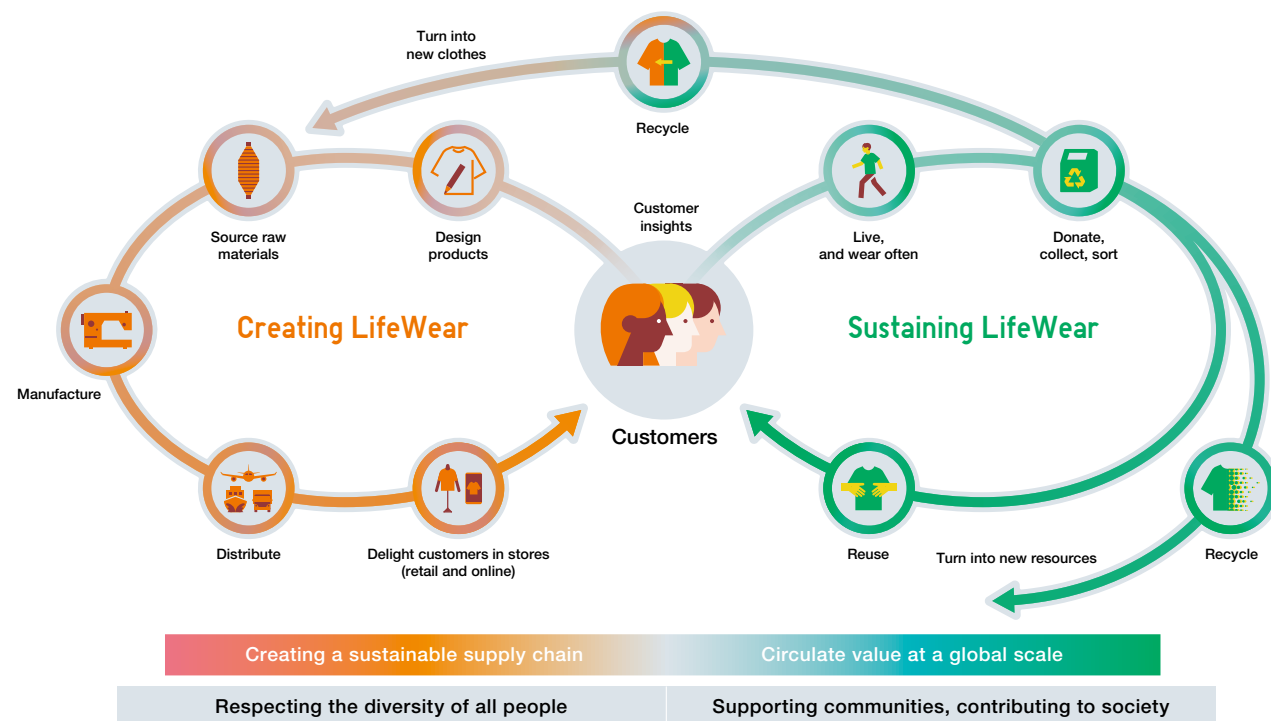 Turn into
new clothes
Recycle
Source raw
materials
Design
products
Customer
insights
Live,
and wear often
Donate,
collect, sort
Creating LifeWear
Sustaining LifeWear
Manufacture
Customers
Distribute
Delight customers in stores
(retail and online)
Reuse
Turn into new resources
Recycle
Creating a sustainable supply chain
Circulate value at a global scale
Respecting the diversity of all people
Supporting communities, contributing to society